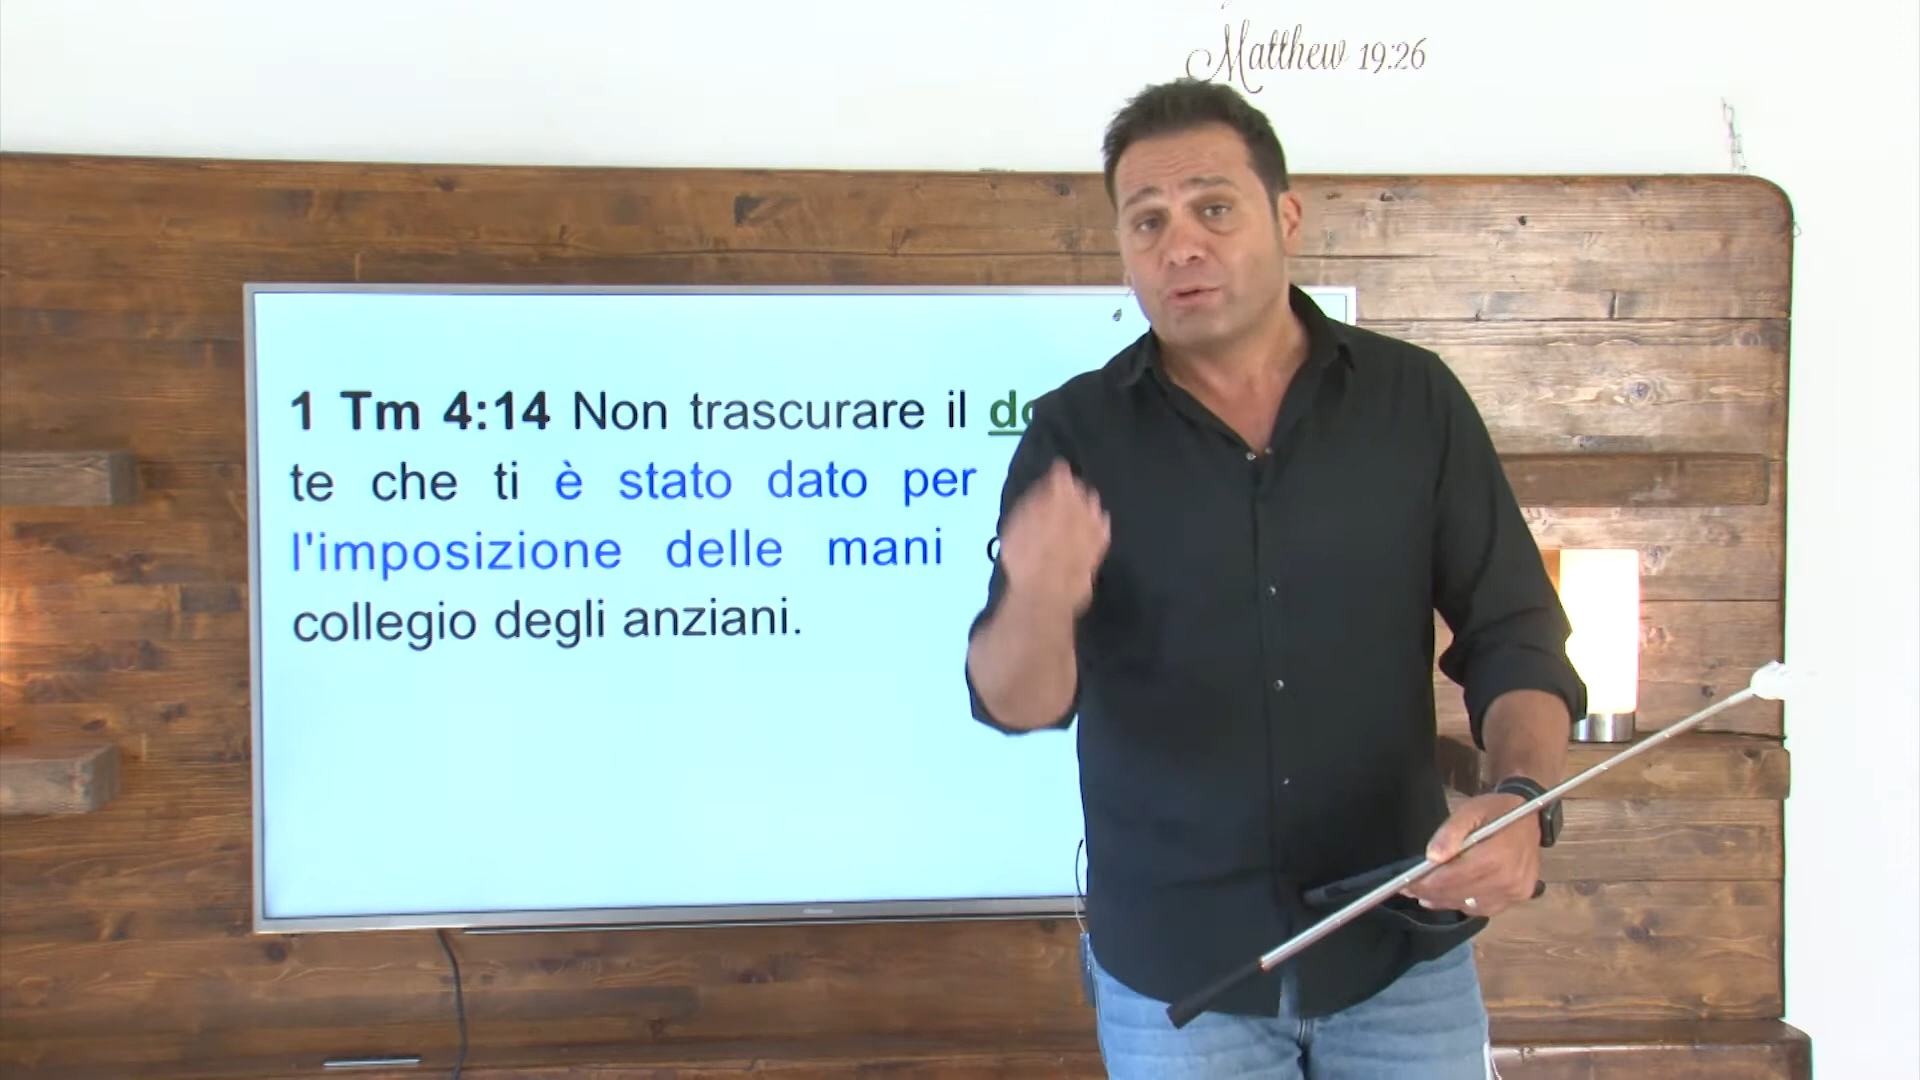 Matthew 19:26
1 Tm 4:14 Non trascurare il
te che ti è stato dato per
l'imposizione delle mani
collegio degli anziani.